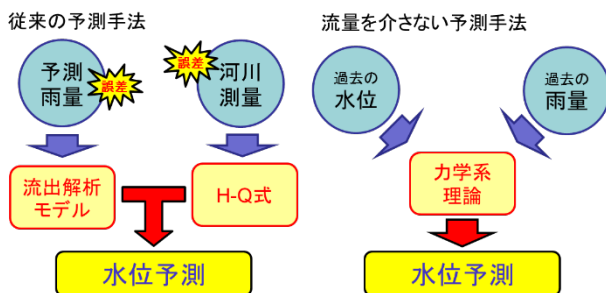 従来の予測手法
予測
雨量
誤差
誤差
河川
測量
流出解析
モデル
H-Q式
水位予測
流量を介さない予測手法
過去の
水位
過去の
雨量
力学系
理論
水位予測